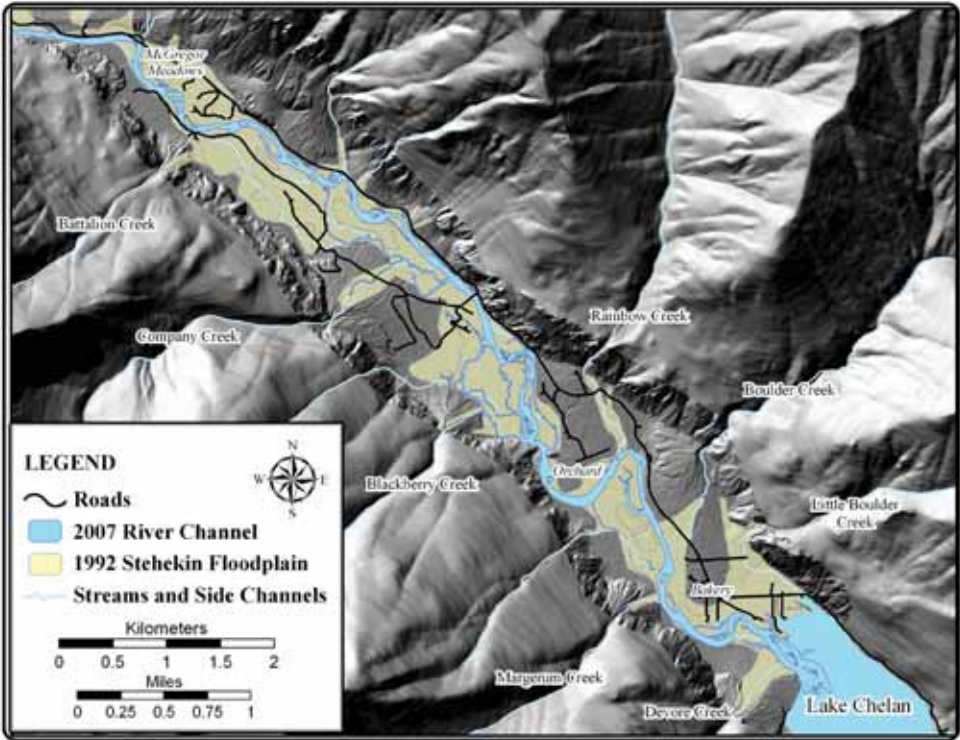 McGregor
Meadows
Battalion Creek
Rainbow Creek
Company Creek
Boulder Creek
LEGEND
N
W E
S
Roads
2007 River Channel
1992 Stehekin Floodplain
Streams and Side Channels
Kilometers
0 0.5 1 1.5 2
Miles
0 0.25 0.5 0.75 1
Orchard
Blackberry Creek
Little Boulder
Creek
Bakery
Margerum Creek
Devore Creek
Lake Chelan